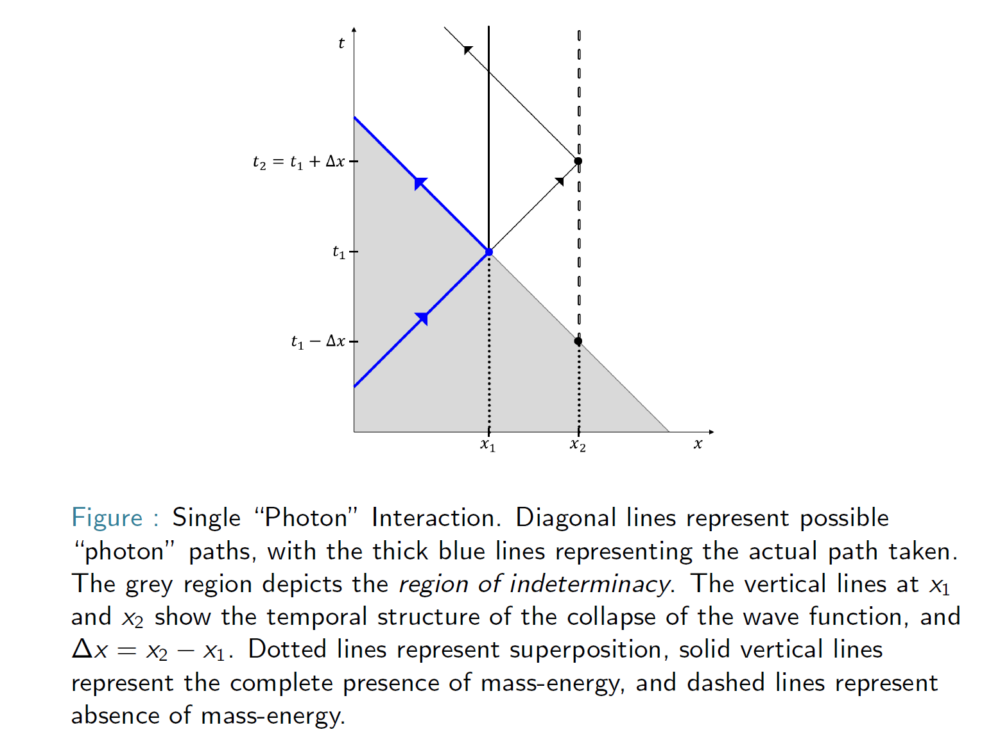 t
t₂ = t₁ + Δx
t₁
t₁ − Δx
x₁ x₂ x
Figure : Single “Photon” Interaction. Diagonal lines represent possible
“photon” paths, with the thick blue lines representing the actual path taken.
The grey region depicts the region of indeterminacy. The vertical lines at x₁
and x₂ show the temporal structure of the collapse of the wave function, and
Δx = x₂ − x₁. Dotted lines represent superposition, solid vertical lines
represent the complete presence of mass-energy, and dashed lines represent
absence of mass-energy.